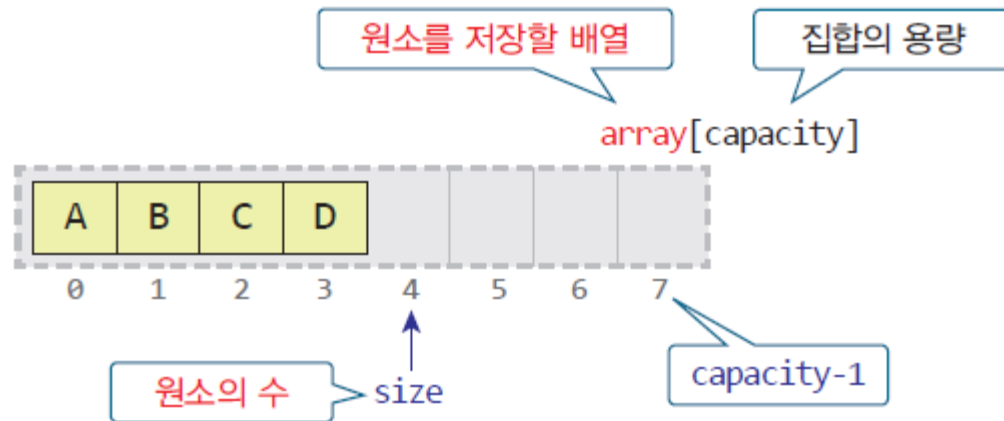 원소를 저장할 배열
집합의 용량
array[capacity]
A B C D
0 1 2 3 4 5 6 7
원소의 수
size
capacity-1